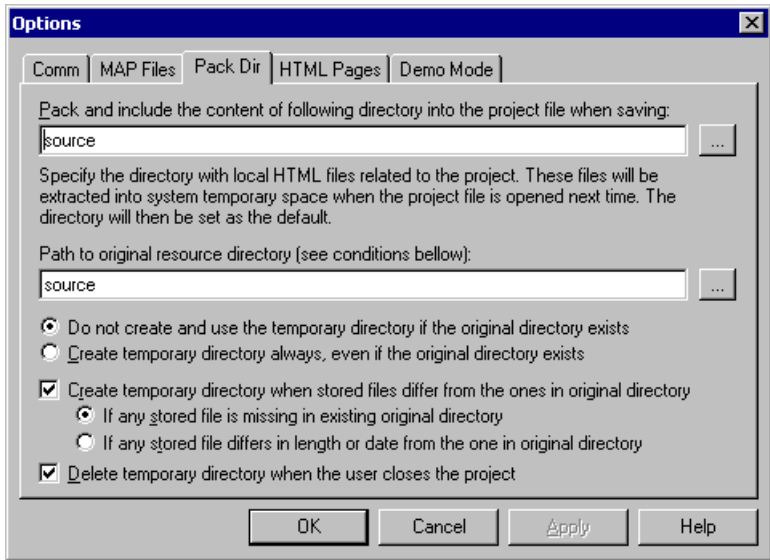 Options
Comm MAP Files Pack Dir HTML Pages Demo Mode
Pack and include the content of following directory into the project file when saving:
source
...
Specify the directory with local HTML files related to the project. These files will be
extracted into system temporary space when the project file is opened next time. The
directory will then be set as the default.
Path to original resource directory (see conditions bellow):
source
...
Do not create and use the temporary directory if the original directory exists
Create temporary directory always, even if the original directory exists
Create temporary directory when stored files differ from the ones in original directory
If any stored file is missing in existing original directory
If any stored file differs in length or date from the one in original directory
Delete temporary directory when the user closes the project
OK Cancel Apply Help